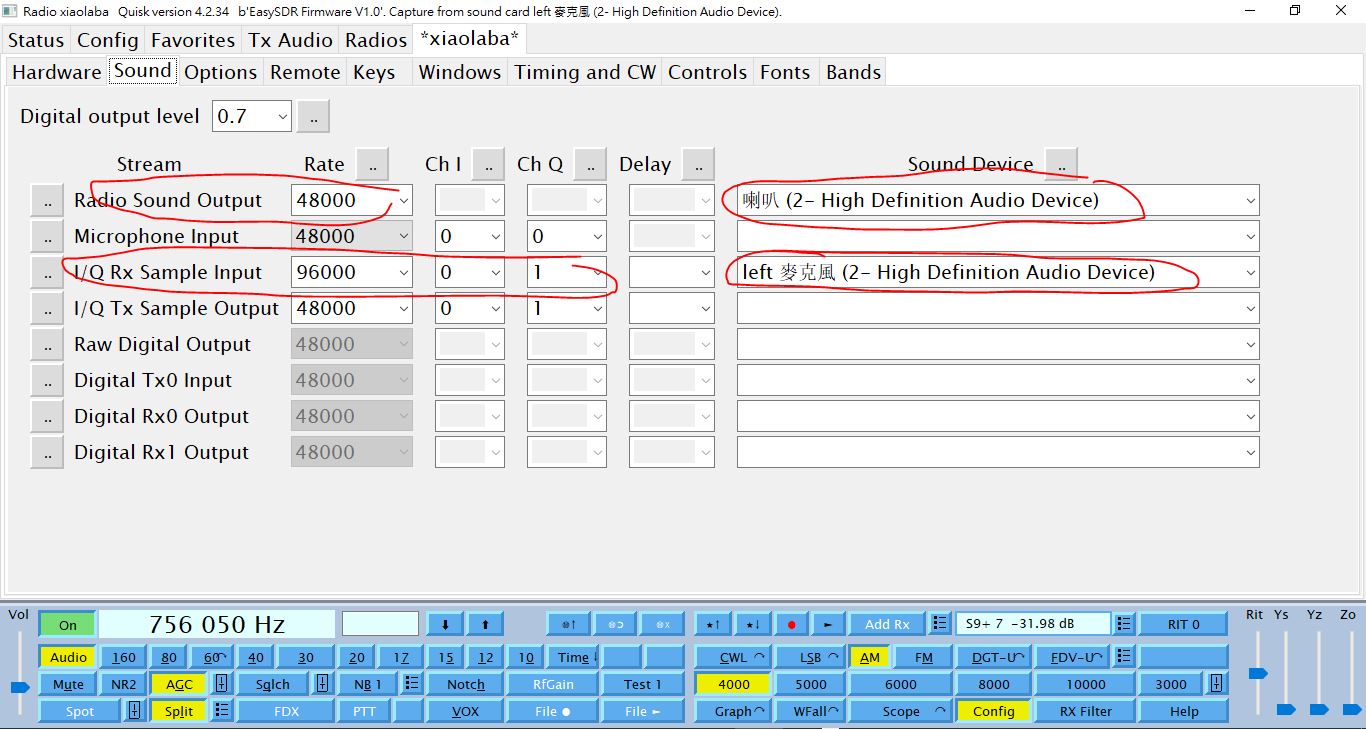 Radio xiaolaba   Quisk version 4.2.34   b'EasySDR Firmware V1.0'. Capture from sound card left 麥克風 (2- High Definition Audio Device).
Status Config Favorites Tx Audio Radios *xiaolaba*
Hardware Sound Options Remote Keys Windows Timing and CW Controls Fonts Bands
Digital output level 0.7 ..
Stream Rate .. Ch I .. Ch Q .. Delay .. Sound Device ..
.. Radio Sound Output 48000 喇叭 (2- High Definition Audio Device)
.. Microphone Input 48000 0 0
.. I/Q Rx Sample Input 96000 0 1 left 麥克風 (2- High Definition Audio Device)
.. I/Q Tx Sample Output 48000 0 1
.. Raw Digital Output 48000
.. Digital Tx0 Input 48000
.. Digital Rx0 Output 48000
.. Digital Rx1 Output 48000
Vol On 756 050 Hz Add Rx S9+ 7 -31.98 dB RIT 0 Rit Ys Yz Zo
Audio 160 80 60 40 30 20 17 15 12 10 Time CWL LSB AM FM DGT-U FDV-U
Mute NR2 AGC Sqlch NB 1 Notch RfGain Test 1 4000 5000 6000 8000 10000 3000
Spot Split FDX PTT VOX File ● File ► Graph WFall Scope Config RX Filter Help